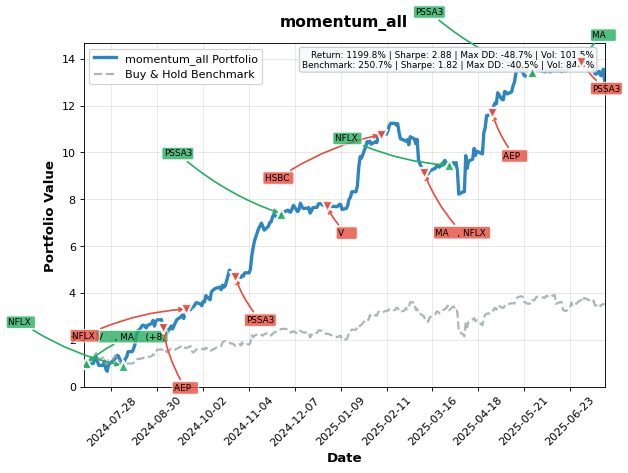 PSSA3
momentum_all
MA
momentum_all Portfolio
Buy & Hold Benchmark
Return: 1199.8% | Sharpe: 2.88 | Max DD: -48.7% | Vol: 101.5%
Benchmark: 250.7% | Sharpe: 1.82 | Max DD: -40.5% | Vol:
PSSA3
NFLX
PSSA3
AEP
HSBC
V
MA , NFLX
PSSA3
NFLX
NFLX
, MA (+8
AEP
Portfolio Value
14
12
10
8
6
4
2
0
2024-07-28
2024-08-30
2024-10-02
2024-11-04
2024-12-07
2025-01-09
2025-02-11
2025-03-16
2025-04-18
2025-05-21
2025-06-23
Date